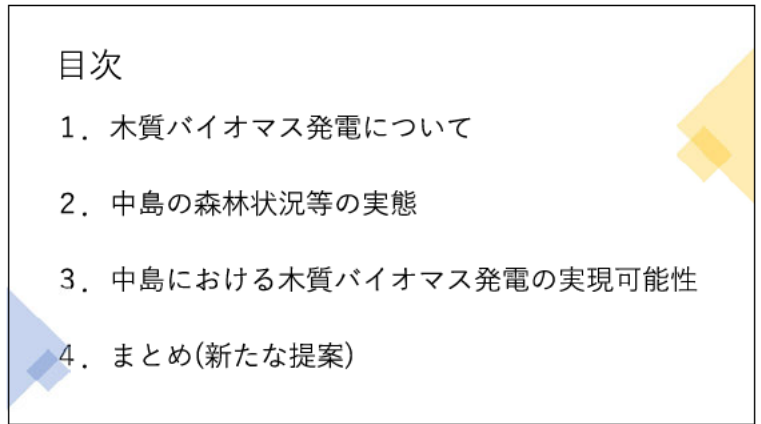 目次
1．木質バイオマス発電について
2．中島の森林状況等の実態
3．中島における木質バイオマス発電の実現可能性
4．まとめ(新たな提案)